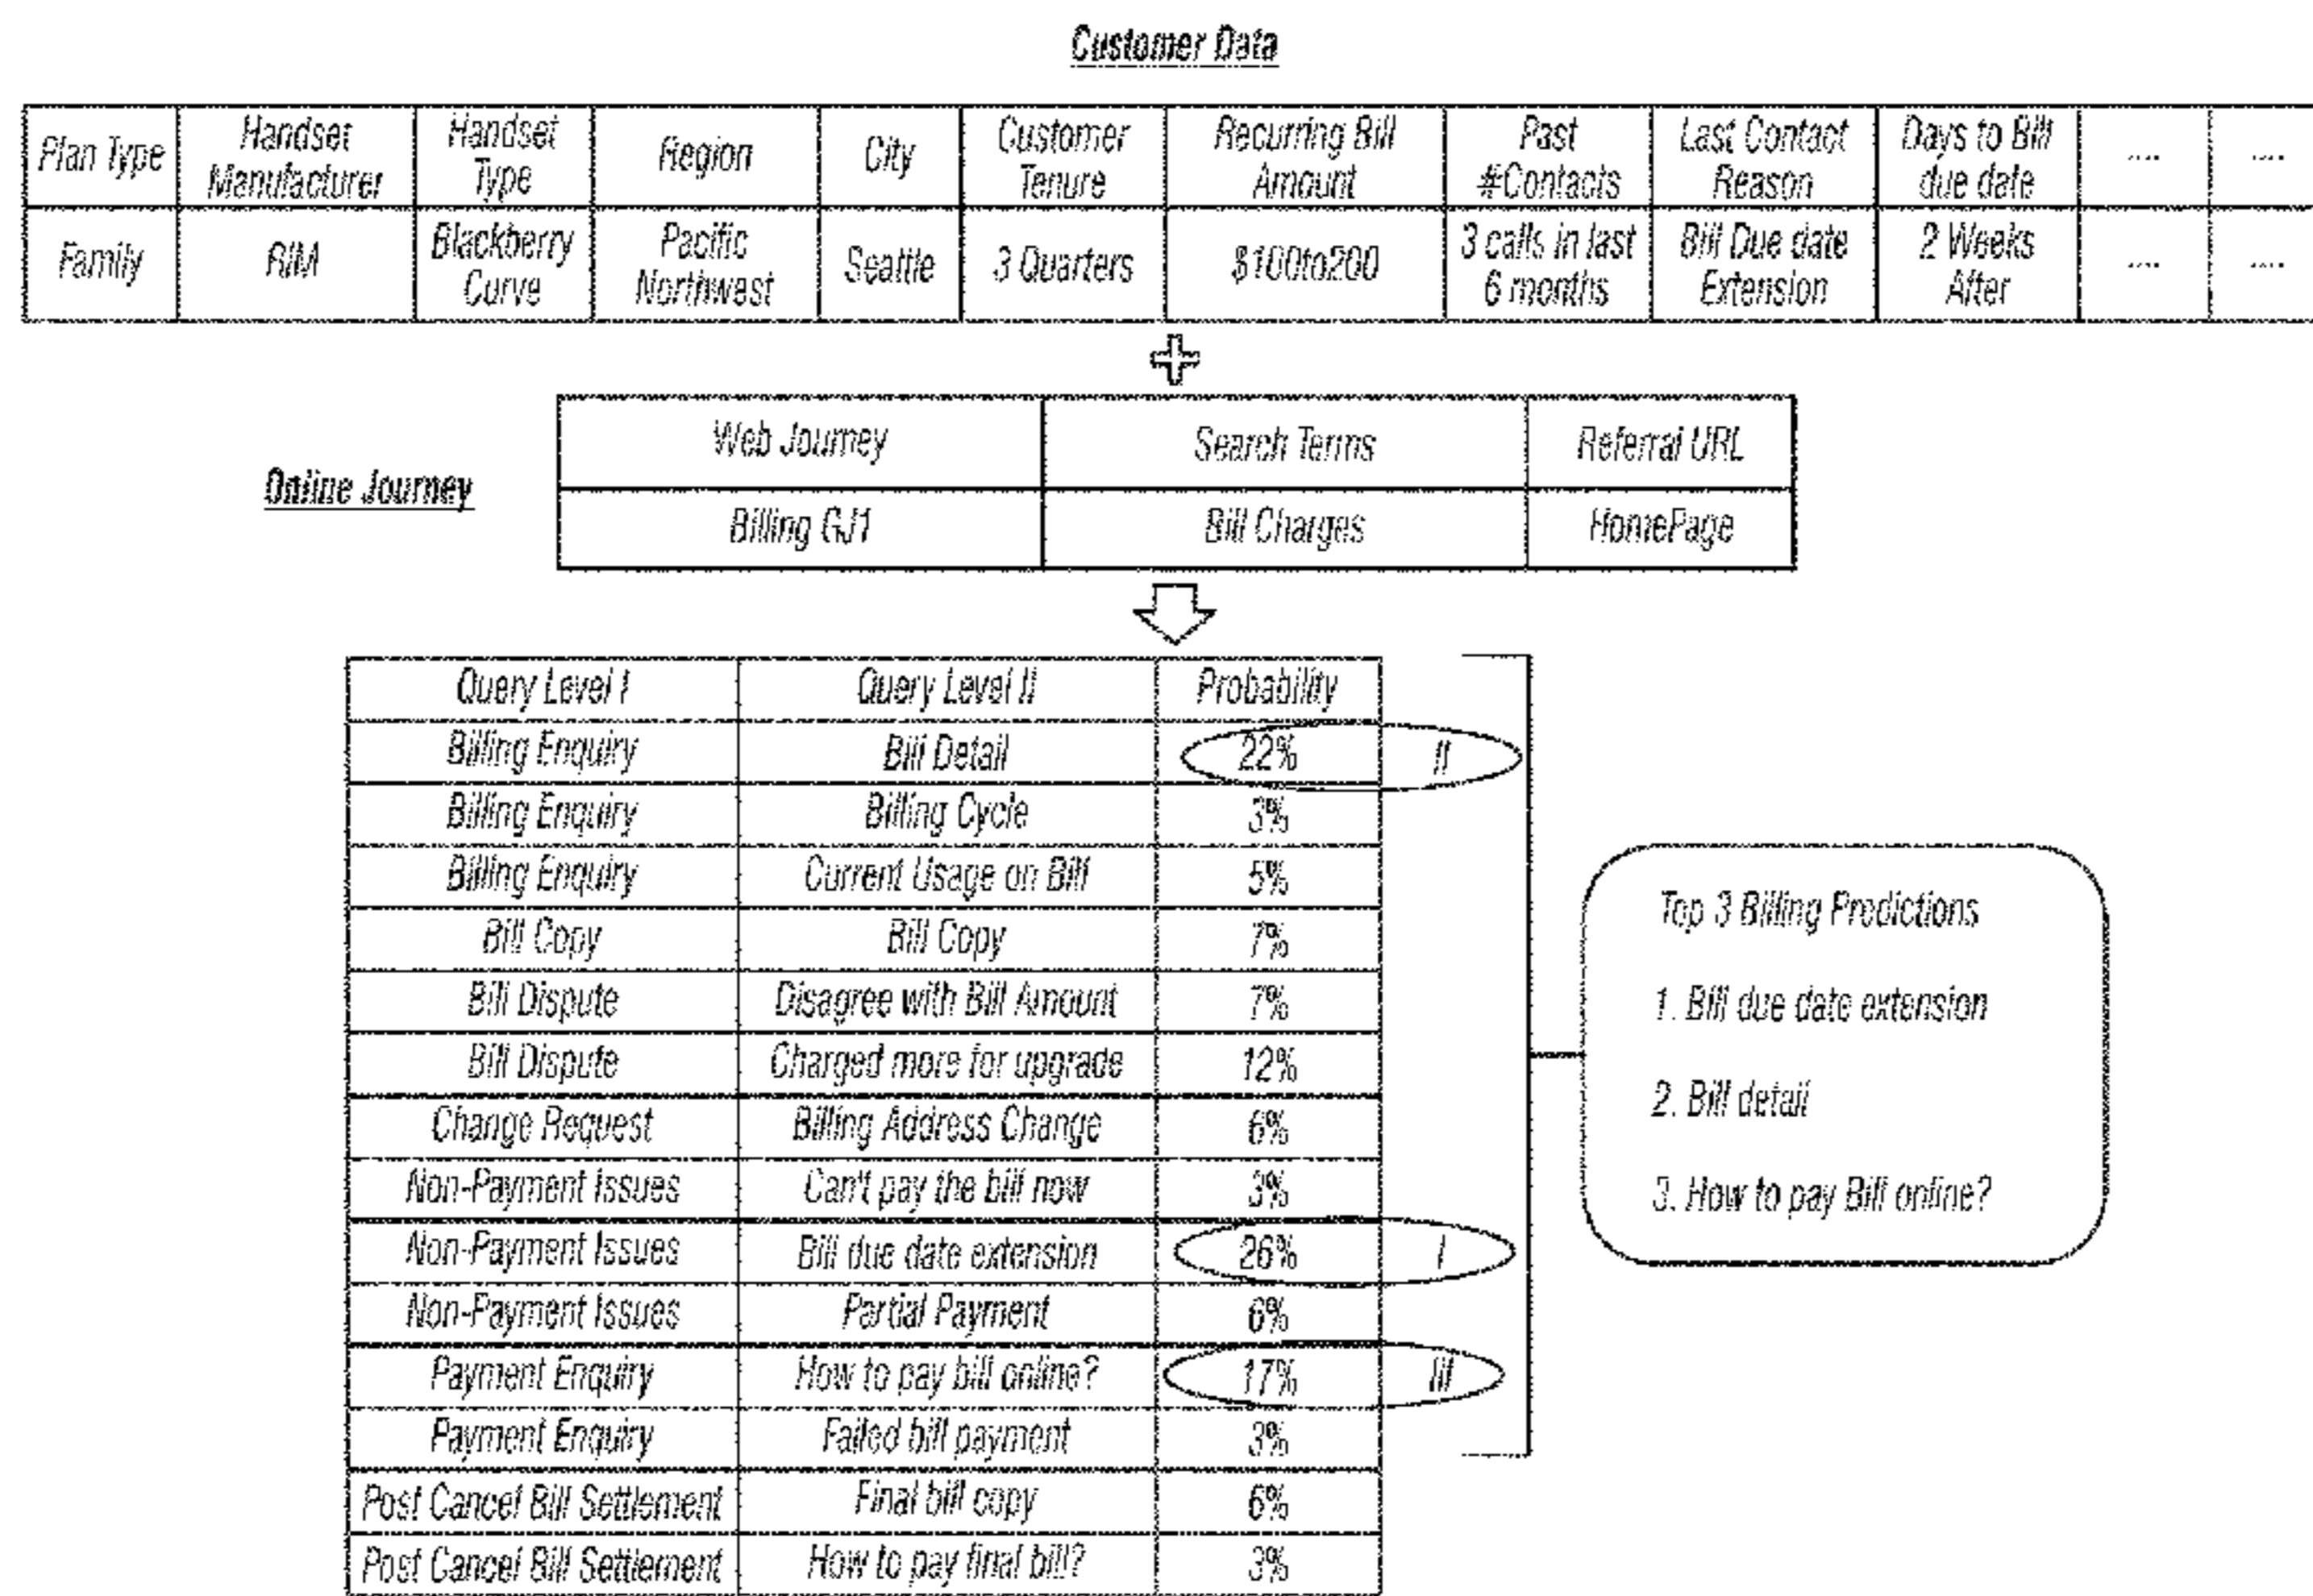 Customer Data
Plan Type Handset Manufacturer Handset Type Region City Customer Tenure Recurring Bill Amount Past #Contacts Last Contact Reason Days to Bill due date .... ....
Family RIM Blackberry Curve Pacific Northwest Seattle 3 Quarters $100to200 3 calls in last 6 months Bill Due date Extension 2 Weeks After .... ....
Online Journey
Web Journey Search Terms Referral URL
Billing GJ1 Bill Charges HomePage
Query Level I Query Level II Probability
Billing Enquiry Bill Detail 22% II
Billing Enquiry Billing Cycle 3%
Billing Enquiry Current Usage on Bill 5%
Bill Copy Bill Copy 7%
Bill Dispute Disagree with Bill Amount 7%
Bill Dispute Charged more for upgrade 12%
Change Request Billing Address Change 6%
Non-Payment Issues Can't pay the bill now 3%
Non-Payment Issues Bill due date extension 26% I
Non-Payment Issues Partial Payment 6%
Payment Enquiry How to pay bill online? 17% III
Payment Enquiry Failed bill payment 3%
Post Cancel Bill Settlement Final bill copy 6%
Post Cancel Bill Settlement How to pay final bill? 3%
Top 3 Billing Predictions
1. Bill due date extension
2. Bill detail
3. How to pay Bill online?